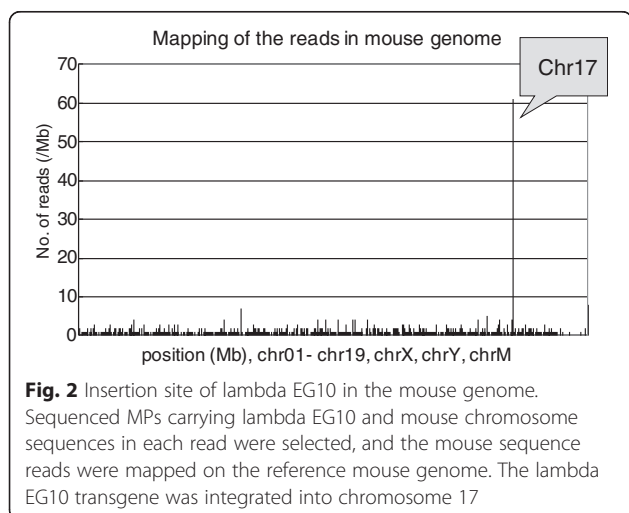 Mapping of the reads in mouse genome
Chr17
No. of reads (/Mb)
70
60
50
40
30
20
10
0
position (Mb), chr01- chr19, chrX, chrY, chrM
Fig. 2 Insertion site of lambda EG10 in the mouse genome.
Sequenced MPs carrying lambda EG10 and mouse chromosome
sequences in each read were selected, and the mouse sequence
reads were mapped on the reference mouse genome. The lambda
EG10 transgene was integrated into chromosome 17